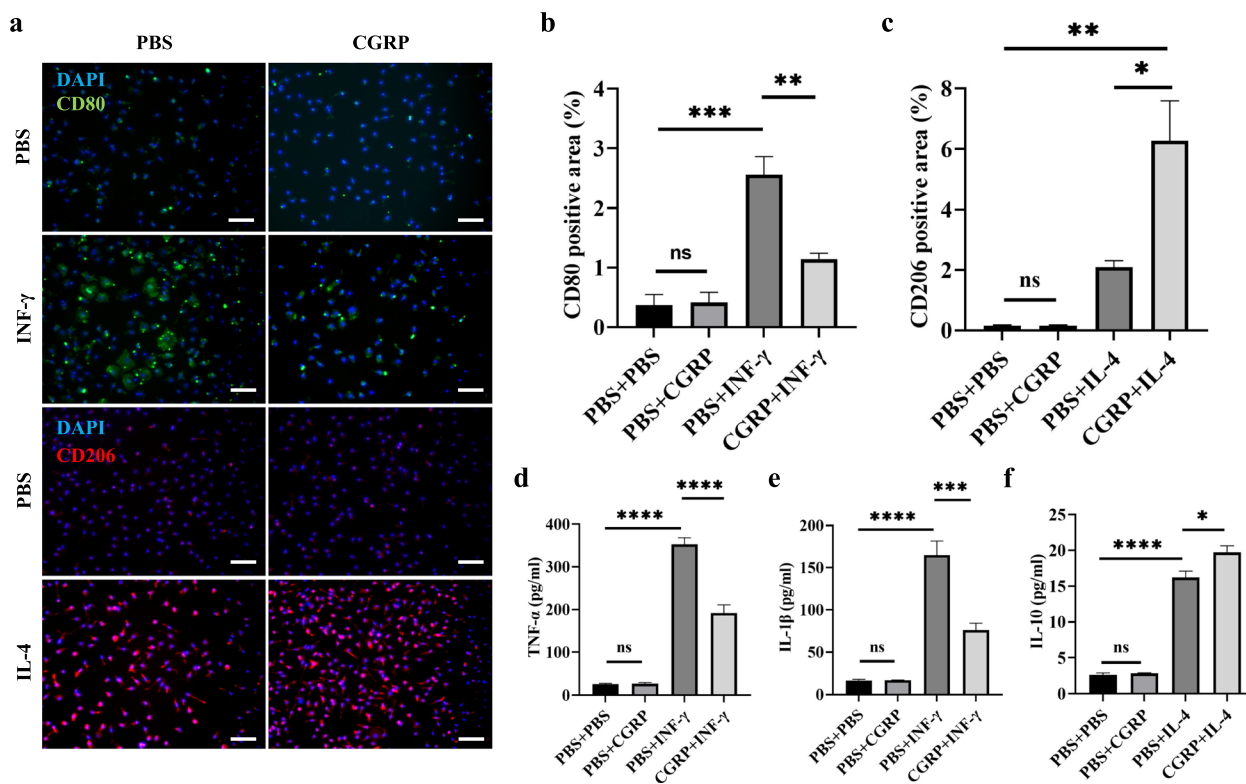 a
PBS
CGRP
DAPI
CD80
PBS
INF-γ
DAPI
CD206
PBS
IL-4
b
CD80 positive area (%)
4
3
2
1
0
ns
***
**
PBS+PBS
PBS+CGRP
PBS+INF-γ
CGRP+INF-γ
c
CD206 positive area (%)
8
6
4
2
0
ns
**
*
PBS+PBS
PBS+CGRP
PBS+IL-4
CGRP+IL-4
d
TNF-α (pg/ml)
400
300
200
100
0
ns
****
****
PBS+PBS
PBS+CGRP
PBS+INF-γ
CGRP+INF-γ
e
IL-1β (pg/ml)
200
150
100
50
0
ns
****
***
PBS+PBS
PBS+CGRP
PBS+INF-γ
CGRP+INF-γ
f
IL-10 (pg/ml)
25
20
15
10
5
0
ns
****
*
PBS+PBS
PBS+CGRP
PBS+IL-4
CGRP+IL-4